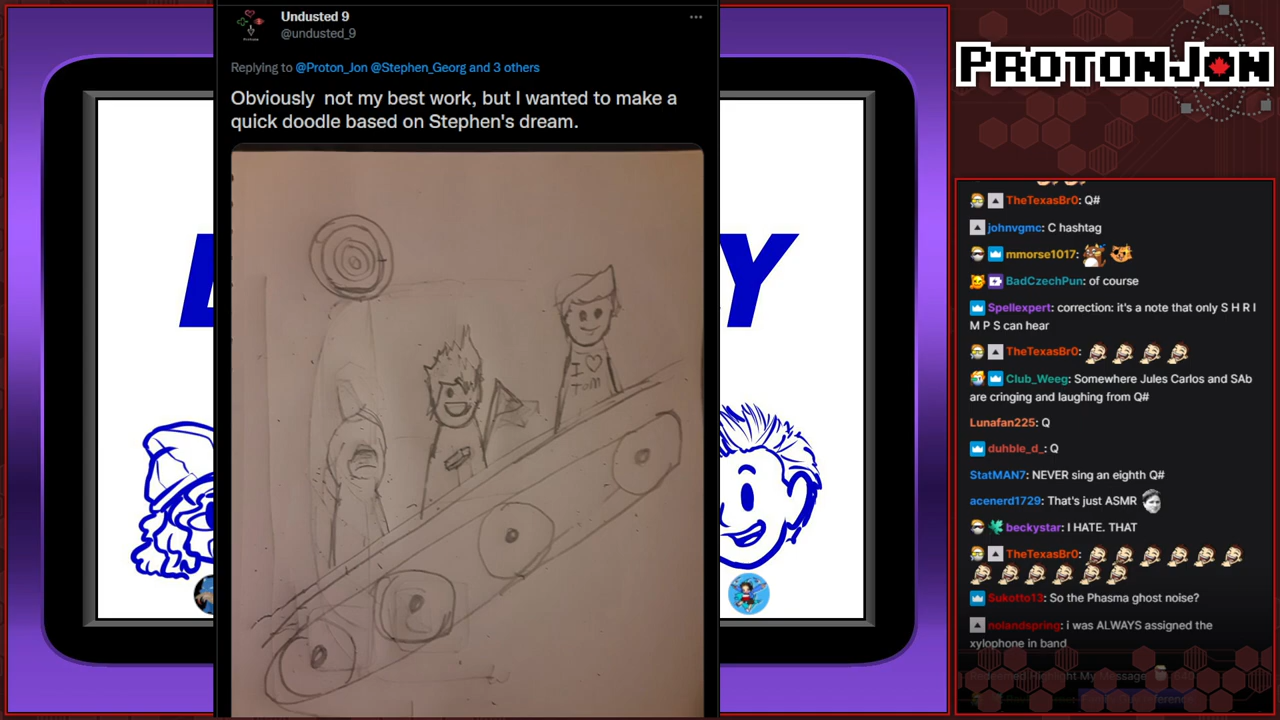 Undusted 9
@undusted_9
Replying to @Proton_Jon @Stephen_Georg and 3 others
Obviously not my best work, but I wanted to make a
quick doodle based on Stephen's dream.
I
Tom
Y
PROTONJON
TheTexasBr0: Q#
johnvgmc: C hashtag
mmorse1017:
BadCzechPun: of course
Spellexpert: correction: it's a note that only S H R I
M P S can hear
TheTexasBr0:
Club_Weeg: Somewhere Jules Carlos and SAb
are cringing and laughing from Q#
Lunafan225: Q
duhble_d_: Q
StatMAN7: NEVER sing an eighth Q#
acenerd1729: That's just ASMR
beckystar: I HATE. THAT
TheTexasBr0:
Sukotto13: So the Phasma ghost noise?
nolandspring: i was ALWAYS assigned the
xylophone in band
Redeemed Highlight My Message